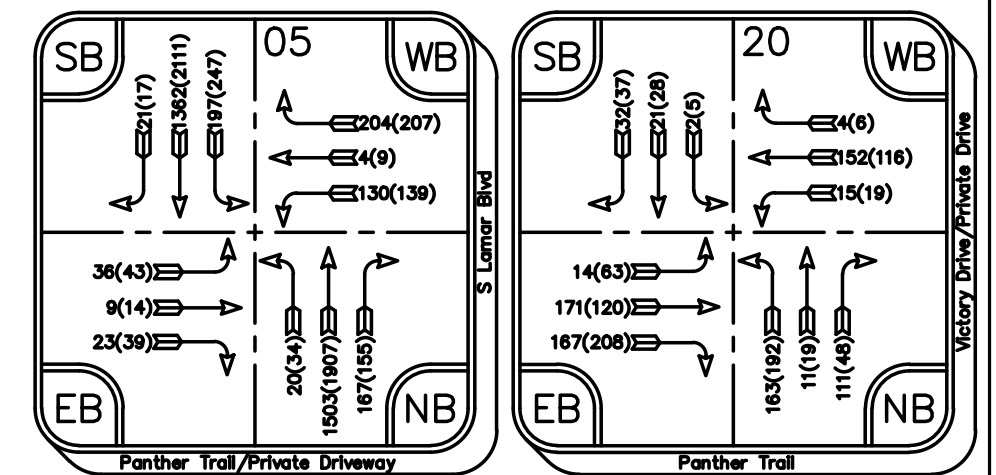 SB
05
WB
21(17)
1362(2111)
197(247)
204(207)
4(9)
130(139)
36(43)
9(14)
23(39)
20(34)
1503(1907)
167(155)
EB
NB
S Lamar Blvd
Panther Trail/Private Driveway
SB
20
WB
32(37)
21(28)
2(5)
4(6)
152(116)
15(19)
14(63)
171(120)
167(208)
163(192)
11(19)
111(48)
EB
NB
Victory Drive/Private Drive
Panther Trail